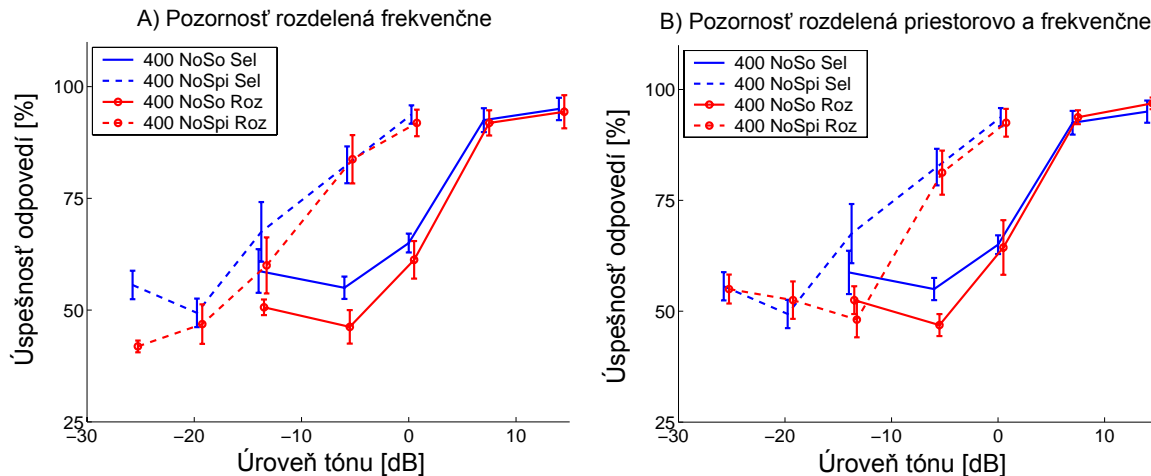 A) Pozornosť rozdelená frekvenčne
400 NoSo Sel
400 NoSpi Sel
400 NoSo Roz
400 NoSpi Roz
Úspešnosť odpovedí [%]
100
75
50
25
−30
−20
−10
0
10
Úroveň tónu [dB]
B) Pozornosť rozdelená priestorovo a frekvenčne
400 NoSo Sel
400 NoSpi Sel
400 NoSo Roz
400 NoSpi Roz
Úspešnosť odpovedí [%]
100
75
50
25
−30
−20
−10
0
10
Úroveň tónu [dB]